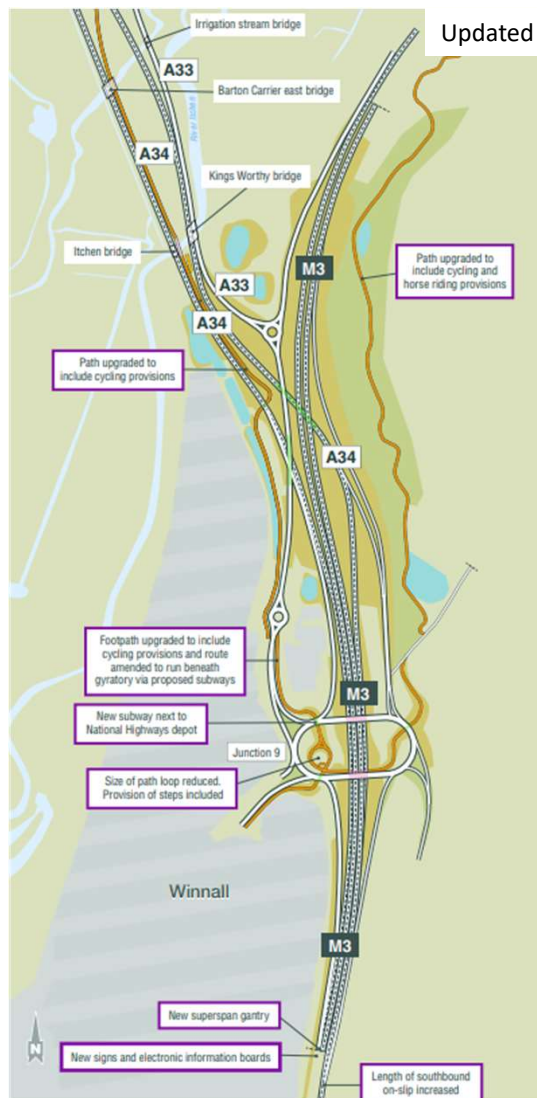 Updated
Irrigation stream bridge
A33
Barton Carrier east bridge
River Itchen
A34
Kings Worthy bridge
Itchen bridge
A33
M3
Path upgraded to
include cycling and
horse riding provisions
A34
Path upgraded to
include cycling provisions
A34
Footpath upgraded to include
cycling provisions and route
amended to run beneath
gyratory via proposed subways
M3
New subway next to
National Highways depot
Junction 9
Size of path loop reduced.
Provision of steps included
Winnall
M3
New superspan gantry
N
New signs and electronic information boards
Length of southbound
on-slip increased